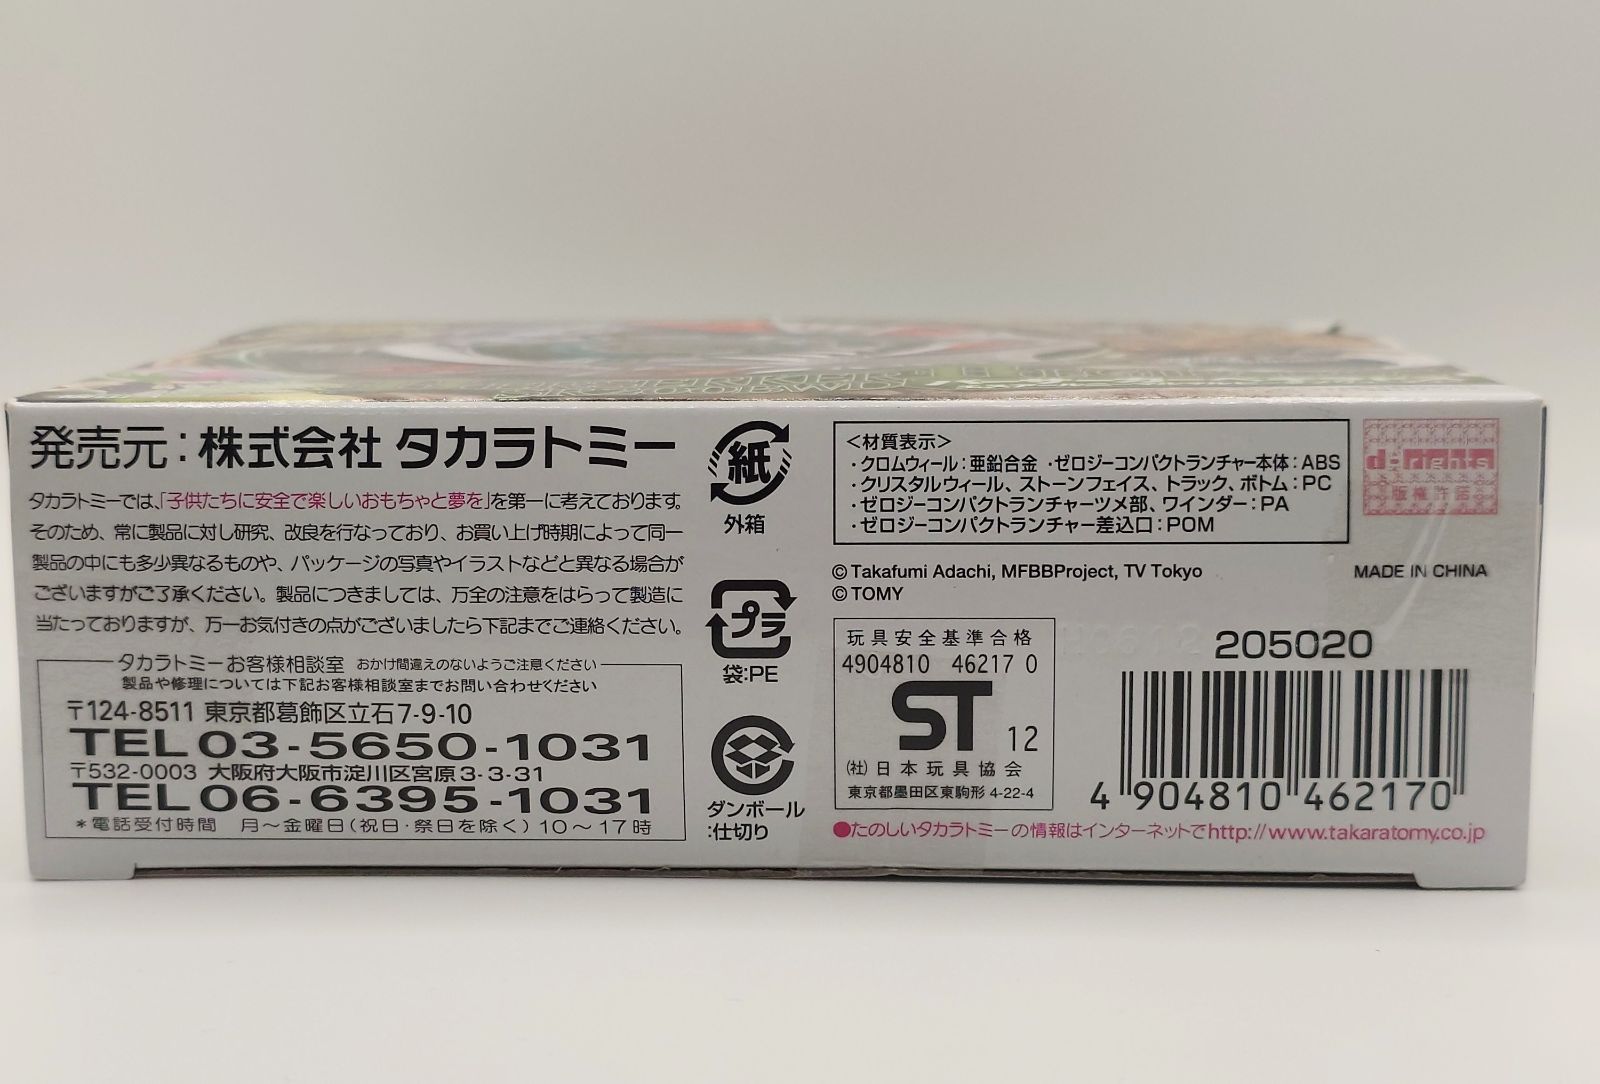 発売元：株式会社 タカラトミー
タカラトミーでは、「子供たちに安全で楽しいおもちゃと夢を」を第一に考えております。
そのため、常に製品に対し研究、改良を行なっており、お買い上げ時期によって同一
製品の中にも多少異なるものや、パッケージの写真やイラストなどと異なる場合が
ございますがご了承ください。製品につきましては、万全の注意をはらって製造に
当たっておりますが、万一お気付きの点がございましたら下記までご連絡ください。
タカラトミーお客様相談室 おかけ間違えのないようご注意ください
製品や修理については下記お客様相談室までお問い合わせください
〒124-8511 東京都葛飾区立石7-9-10
TEL03-5650-1031
〒532-0003 大阪府大阪市淀川区宮原3-3-31
TEL06-6395-1031
＊電話受付時間 月〜金曜日(祝日・祭日を除く)10〜17時
紙
外箱
プラ
袋:PE
ダンボール
:仕切り
＜材質表示＞
・クロムウィール：亜鉛合金 ・ゼロジーコンパクトランチャー本体：ABS
・クリスタルウィール、ストーンフェイス、トラック、ボトム：PC
・ゼロジーコンパクトランチャーツメ部、ワインダー：PA
・ゼロジーコンパクトランチャー差込口：POM
d rights
版権許諾
© Takafumi Adachi, MFBBProject, TV Tokyo
© TOMY
MADE IN CHINA
玩具安全基準合格
4904810 46217 0
ST 12
(社)日本玩具協会
東京都墨田区東駒形 4-22-4
205020
4 904810 462170
●たのしいタカラトミーの情報はインターネットでhttp://www.takaratomy.co.jp